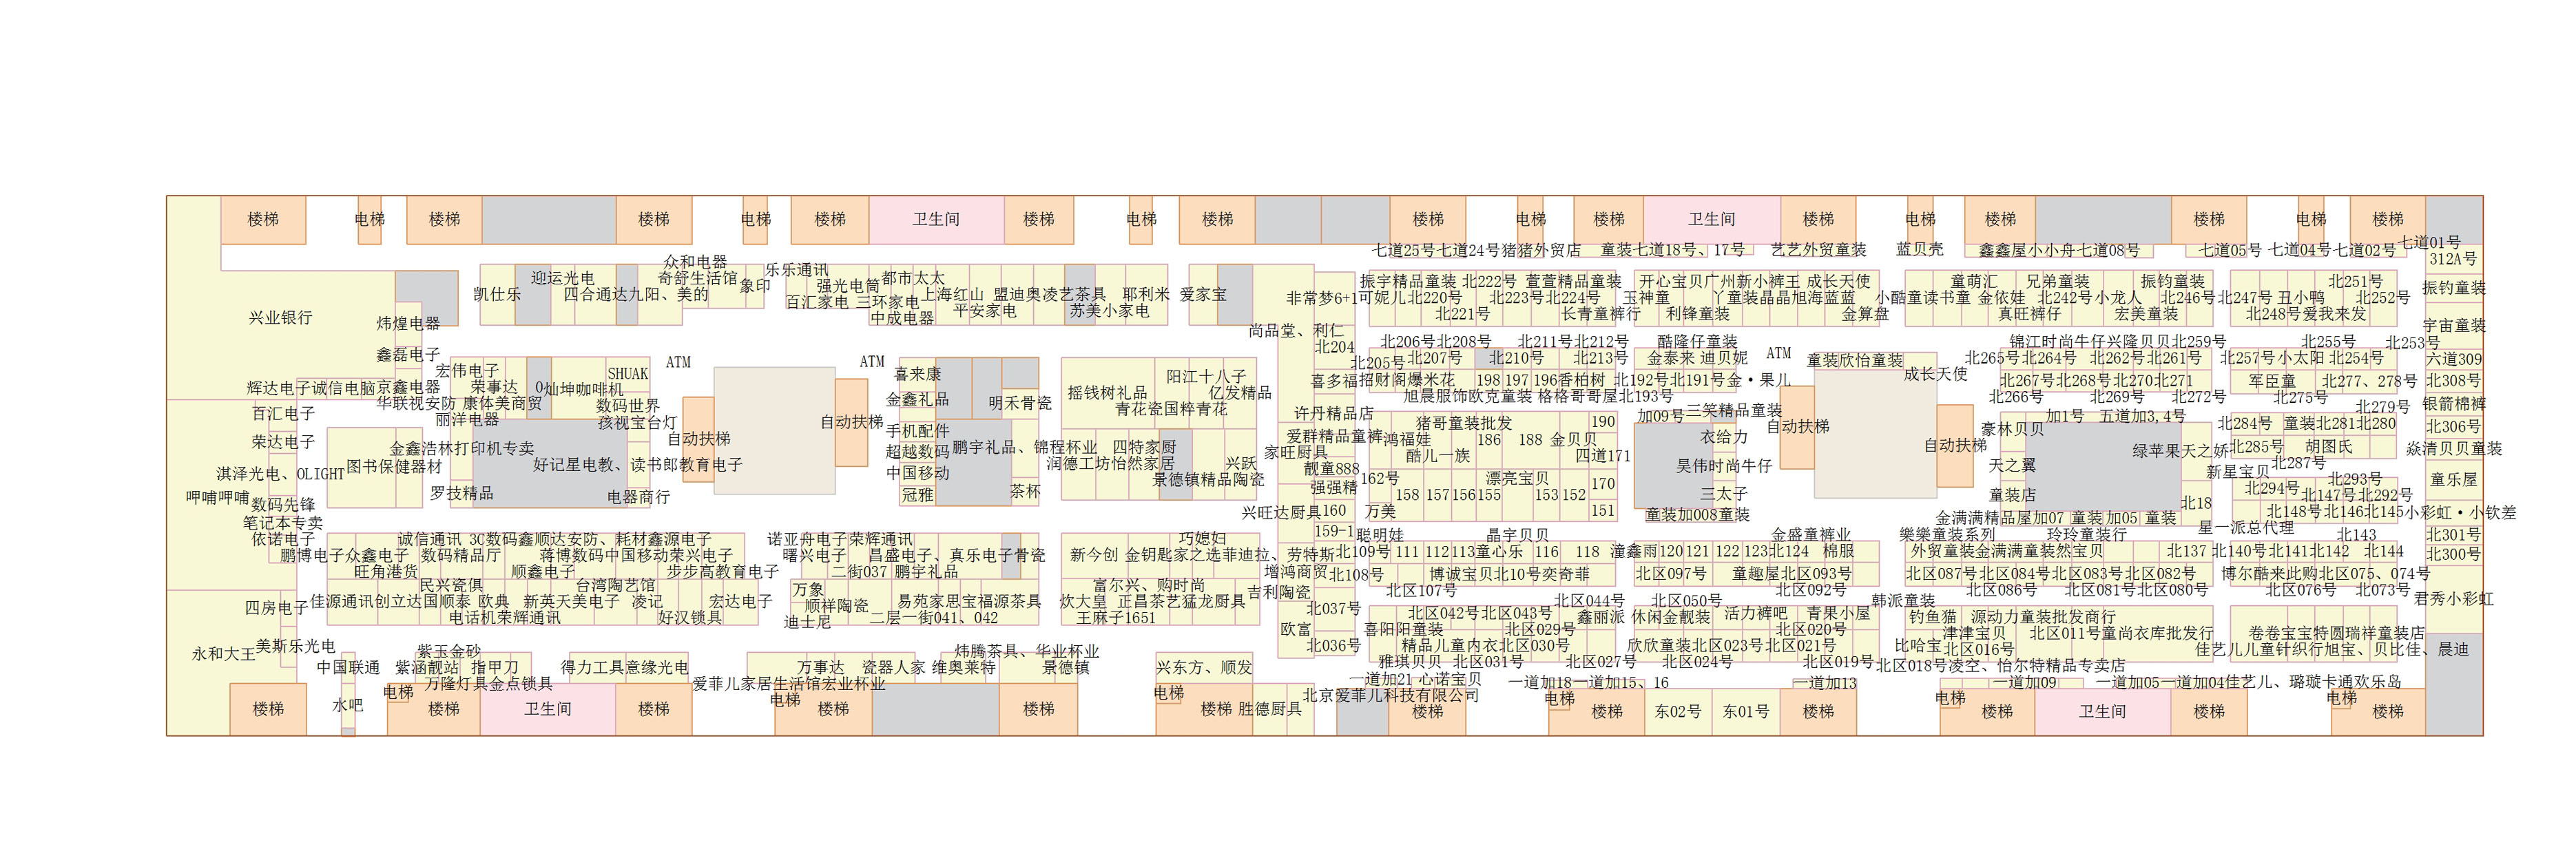 楼梯 电梯 楼梯 楼梯 电梯 楼梯 卫生间 楼梯 电梯 楼梯 楼梯 电梯 楼梯 卫生间 楼梯 电梯 楼梯 楼梯 电梯 楼梯
七道25号七道24号猪猪外贸店 童装七道18号、17号 艺艺外贸童装 蓝贝壳 鑫鑫屋小小舟七道08号 七道05号 七道04号七道02号 七道01号
312A号
众和电器
迎运光电 奇舒生活馆 象印 乐乐通讯 强光电筒 都市太太
凯仕乐 四合通达九阳、美的 百汇家电 三环家电 上海红山 盟迪奥凌艺茶具 耶利米 爱家宝
中成电器 平安家电 苏美小家电
振宇精品童装 北222号 萱萱精品童装 开心宝贝广州新小裤王 成长天使 童萌汇 兄弟童装 振钧童装 北251号 振钓童装
非常梦6+1可妮儿北220号 北223号北224号 玉神童 丫童装晶晶旭海蓝蓝 小酷童读书童 金依娃 北242号小龙人 北246号北247号 丑小鸭 北252号
北221号 长青童裤行 利锋童装 金算盘 真旺裤仔 宏美童装 北248号爱我来发
兴业银行 炜煌电器 尚品堂、利仁 宇宙童装
北204 北206号北208号 北211号北212号 酷隆仔童装 锦江时尚牛仔兴隆贝贝北259号 北255号 北253号
鑫磊电子 ATM ATM 北205号 北207号 北210号 北213号 金泰来 迪贝妮 ATM 童装欣怡童装 北265号北264号 北262号北261号 北257号小太阳 北254号 六道309
宏伟电子 SHUAK 喜来康 阳江十八子 成长天使
辉达电子诚信电脑京鑫电器 荣事达 灿坤咖啡机 摇钱树礼品 亿发精品 喜多福招财阁爆米花 198 197 196香柏树 北192号北191号金·果儿 北267号北268号北270北271 军臣童 北277、278号 北308号
华联视安防 康体美商贸 数码世界 金鑫礼品 明禾骨瓷 青花瓷国粹青花 旭晨服饰欧克童装 格格哥哥屋北193号 北266号 北269号 北272号 北275号 银箭棉裤
百汇电子 丽洋电器 孩视宝台灯 自动扶梯 许丹精品店 猪哥童装批发 190 加09号 三笑精品童装 加1号 五道加3,4号 北279号
荣达电子 自动扶梯 手机配件 爱群精品童裤 鸿福娃 186 188 金贝贝 衣给力 自动扶梯 自动扶梯 豪林贝贝 北284号 童装北281北280 北306号
金鑫浩林打印机专卖 超越数码 鹏宇礼品、锦程杯业 四特家厨 家旺厨具 酷儿一族 四道171 绿苹果天之娇 北285号 胡图氏 焱清贝贝童装
淇泽光电、OLIGHT 图书保健器材 好记星电教、读书郎教育电子 中国移动 润德工坊怡然家居 兴跃 靓童888 162号 漂亮宝贝 170 昊伟时尚牛仔 天之翼 新星宝贝 北287号 童乐屋
呷哺呷哺 数码先锋 罗技精品 电器商行 冠雅 茶杯 景德镇精品陶瓷 强强精 158 157 156 155 153 152 三太子 童装店 北18 北294号 北293号 北147号北292号
笔记本专卖 兴旺达厨具 160 万美 151 童装加008童装 金满满精品屋加07 童装加05 童装 北148号北146北145 小彩虹·小钦差
依诺电子 诚信通讯 3C数码鑫顺达安防、耗材鑫源电子 诺亚舟电子荣辉通讯 巧媳妇 159-1 聪明娃 晶宇贝贝 金盛童裤业 樂樂童装系列 玲玲童装行 星一派总代理 北143 北301号
鹏博电子众鑫电子 数码精品厅 蒋博数码中国移动荣兴电子 曙兴电子 昌盛电子、真乐电子骨瓷 新今创 金钥匙家之选菲迪拉、劳特斯 北109号 111 112 113童心乐 116 118 潼鑫雨120 121 122 123北124 棉服 外贸童装金满满童装然宝贝 北137 北140号北141北142 北144 北300号
旺角港货 顺鑫电子 步步高教育电子 二街037 鹏宇礼品 增鸿商贸 北108号 博诚宝贝北10号奕奇菲 北区097号 童趣屋北区093号 北区087号北区084号北区083号北区082号 博尔酷来此购北区075、074号
民兴瓷俱 台湾陶艺馆 万象 富尔兴、购时尚 吉利陶瓷 北区107号 北区092号 北区086号 北区081号北区080号 北区076号 北073号
四房电子 佳源通讯创立达国顺泰 欧典 新英天美电子 凌记 宏达电子 顺祥陶瓷 易苑家思宝福源茶具 炊大皇 正昌茶艺猛龙厨具 北037号 北区044号 北区050号 韩派童装 君秀小彩虹
电话机荣辉通讯 好汉锁具 迪士尼 二层一街041、042 王麻子1651 北区042号北区043号 鑫丽派 休闲金靓装 活力裤吧 青果小屋 钓鱼猫 源动力童装批发商行
欧富 喜阳阳童装 北区029号 北区020号 津津宝贝 北区011号童尚衣库批发行 卷卷宝宝特圆瑞祥童装店
永和大王 美斯乐光电 紫玉金砂 炜腾茶具、华业杯业 北036号 精品儿童内衣北区030号 欣欣童装北区023号北区021号 比哈宝 北区016号 佳艺儿儿童针织行旭宝、贝比佳、晨迪
中国联通 紫涵靓站 指甲刀 得力工具意缘光电 万事达 瓷器人家 维奥莱特 景德镇 兴东方、顺发 雅琪贝贝 北区031号 北区027号 北区024号 北区019号 北区018号凌空、怡尔特精品专卖店
万隆灯具金点锁具 爱菲儿家居生活馆宏业杯业 一道加21 心诺宝贝 一道加18一道加15、16 一道加13 一道加09 一道加05一道加04佳艺儿、璐璇卡通欢乐岛
电梯 电梯 电梯 北京爱菲儿科技有限公司 电梯 电梯 电梯
楼梯 水吧 楼梯 卫生间 楼梯 楼梯 楼梯 楼梯 胜德厨具 楼梯 楼梯 东02号 东01号 楼梯 楼梯 卫生间 楼梯 楼梯